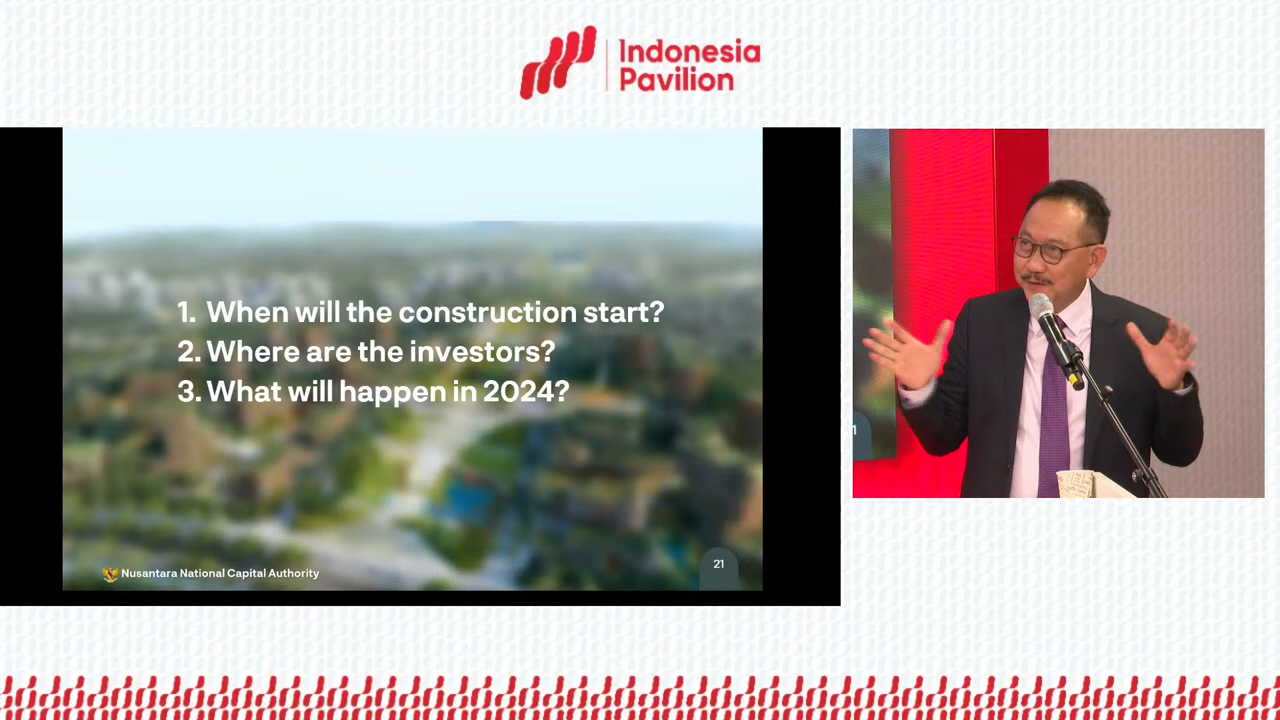 Indonesia
Pavilion
1. When will the construction start?
2. Where are the investors?
3. What will happen in 2024?
Nusantara National Capital Authority
21
1